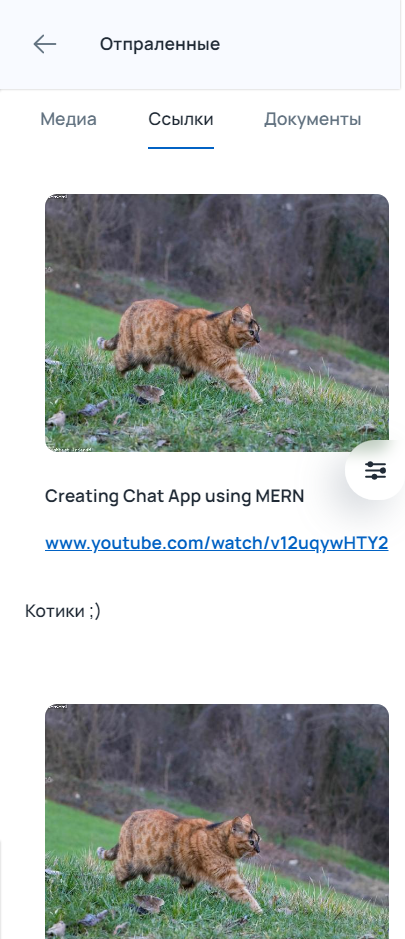 Отпраленные
Медиа Ссылки Документы
Creating Chat App using MERN
www.youtube.com/watch/v12uqywHTY2
Котики ;)